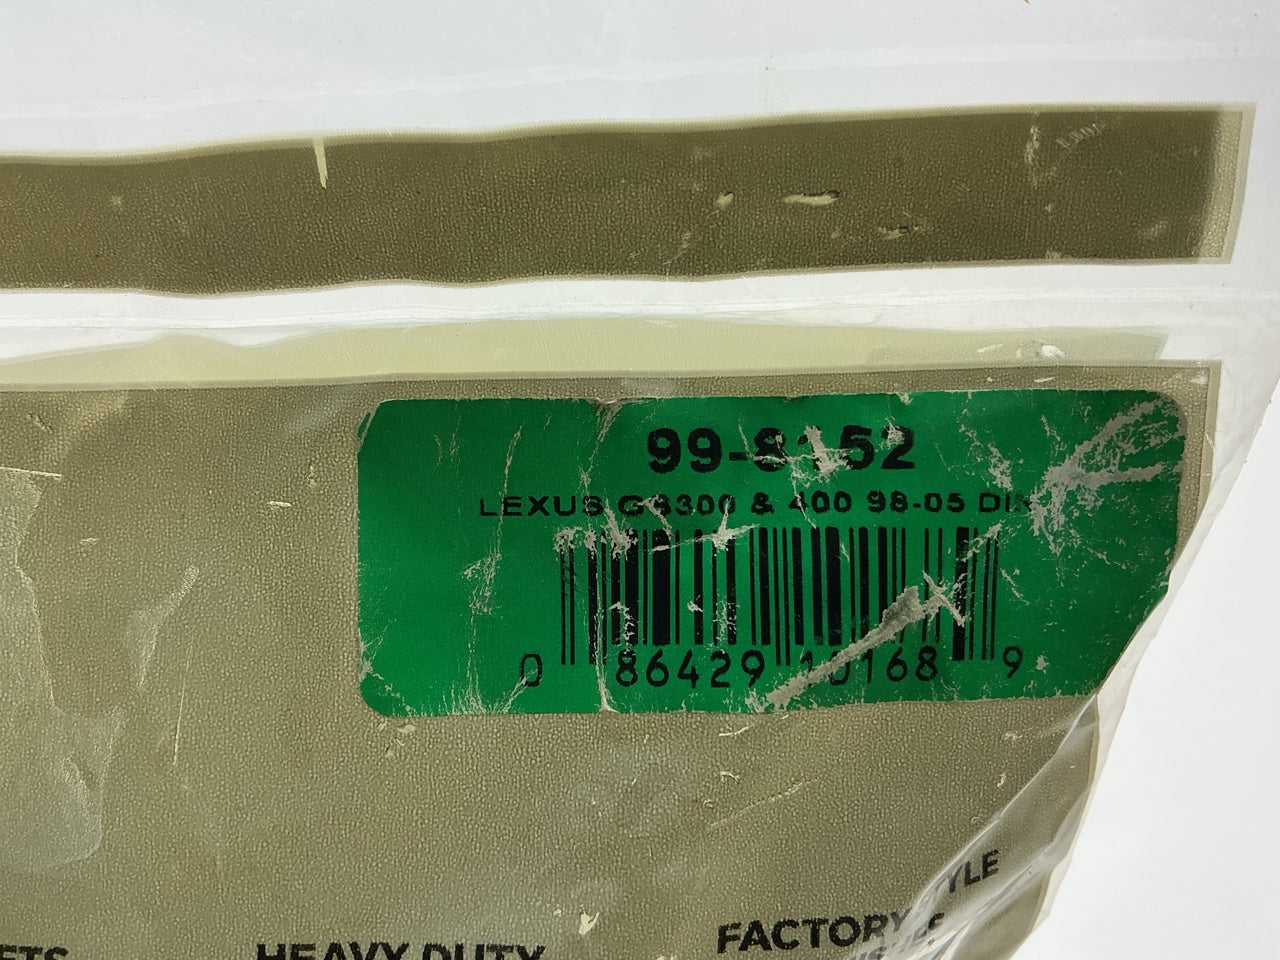 99-8152
LEXUS GS300 & 400 98-05 DIN
0 86429 10168 9
HEAVY DUTY
FACTORY STYLE